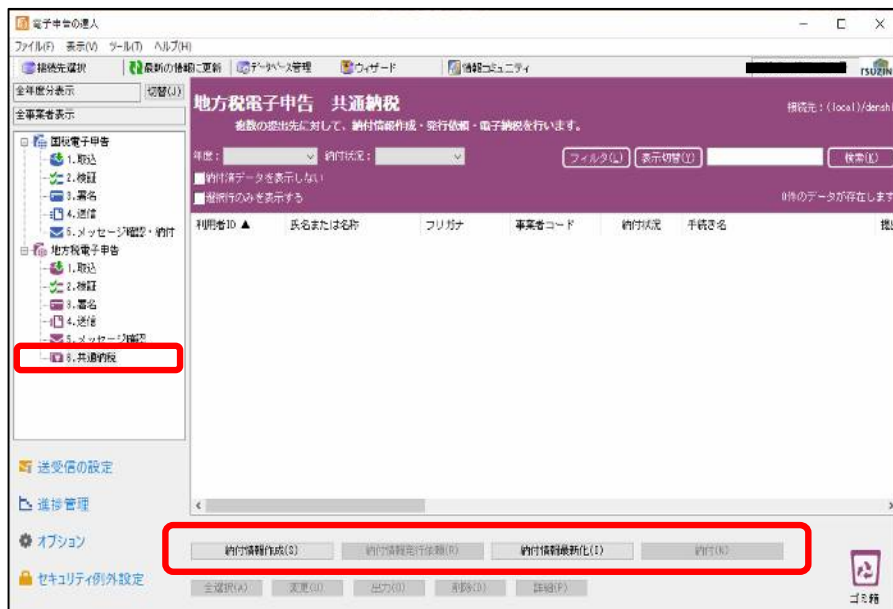 電子申告の達人
ファイル(F) 表示(V) ツール(T) ヘルプ(H)
接続先選択 最新の情報に更新 データベース管理 ウィザード 情報コミュニティ
全年度分表示 切替(J)
全事業者表示
国税電子申告
1.取込
2.検証
3.署名
4.送信
5.メッセージ確認・納付
地方税電子申告
1.取込
2.検証
3.署名
4.送信
5.メッセージ確認
6.共通納税
送受信の設定
進捗管理
オプション
セキュリティ例外設定
地方税電子申告 共通納税
接続先:(local)/densh
複数の提出先に対して、納付情報作成・発行依頼・電子納税を行います。
年度: 納付状況: フィルタ(L) 表示切替(Y) 検索(K)
納付済データを表示しない
選択行のみを表示する
0件のデータが存在します
利用者ID ▲ 氏名または名称 フリガナ 事業者コード 納付状況 手続き名 提
納付情報作成(S) 納付情報発行依頼(R) 納付情報最新化(I) 納付(N)
全選択(A) 変更(U) 出力(O) 削除(D) 詳細(P)
ゴミ箱